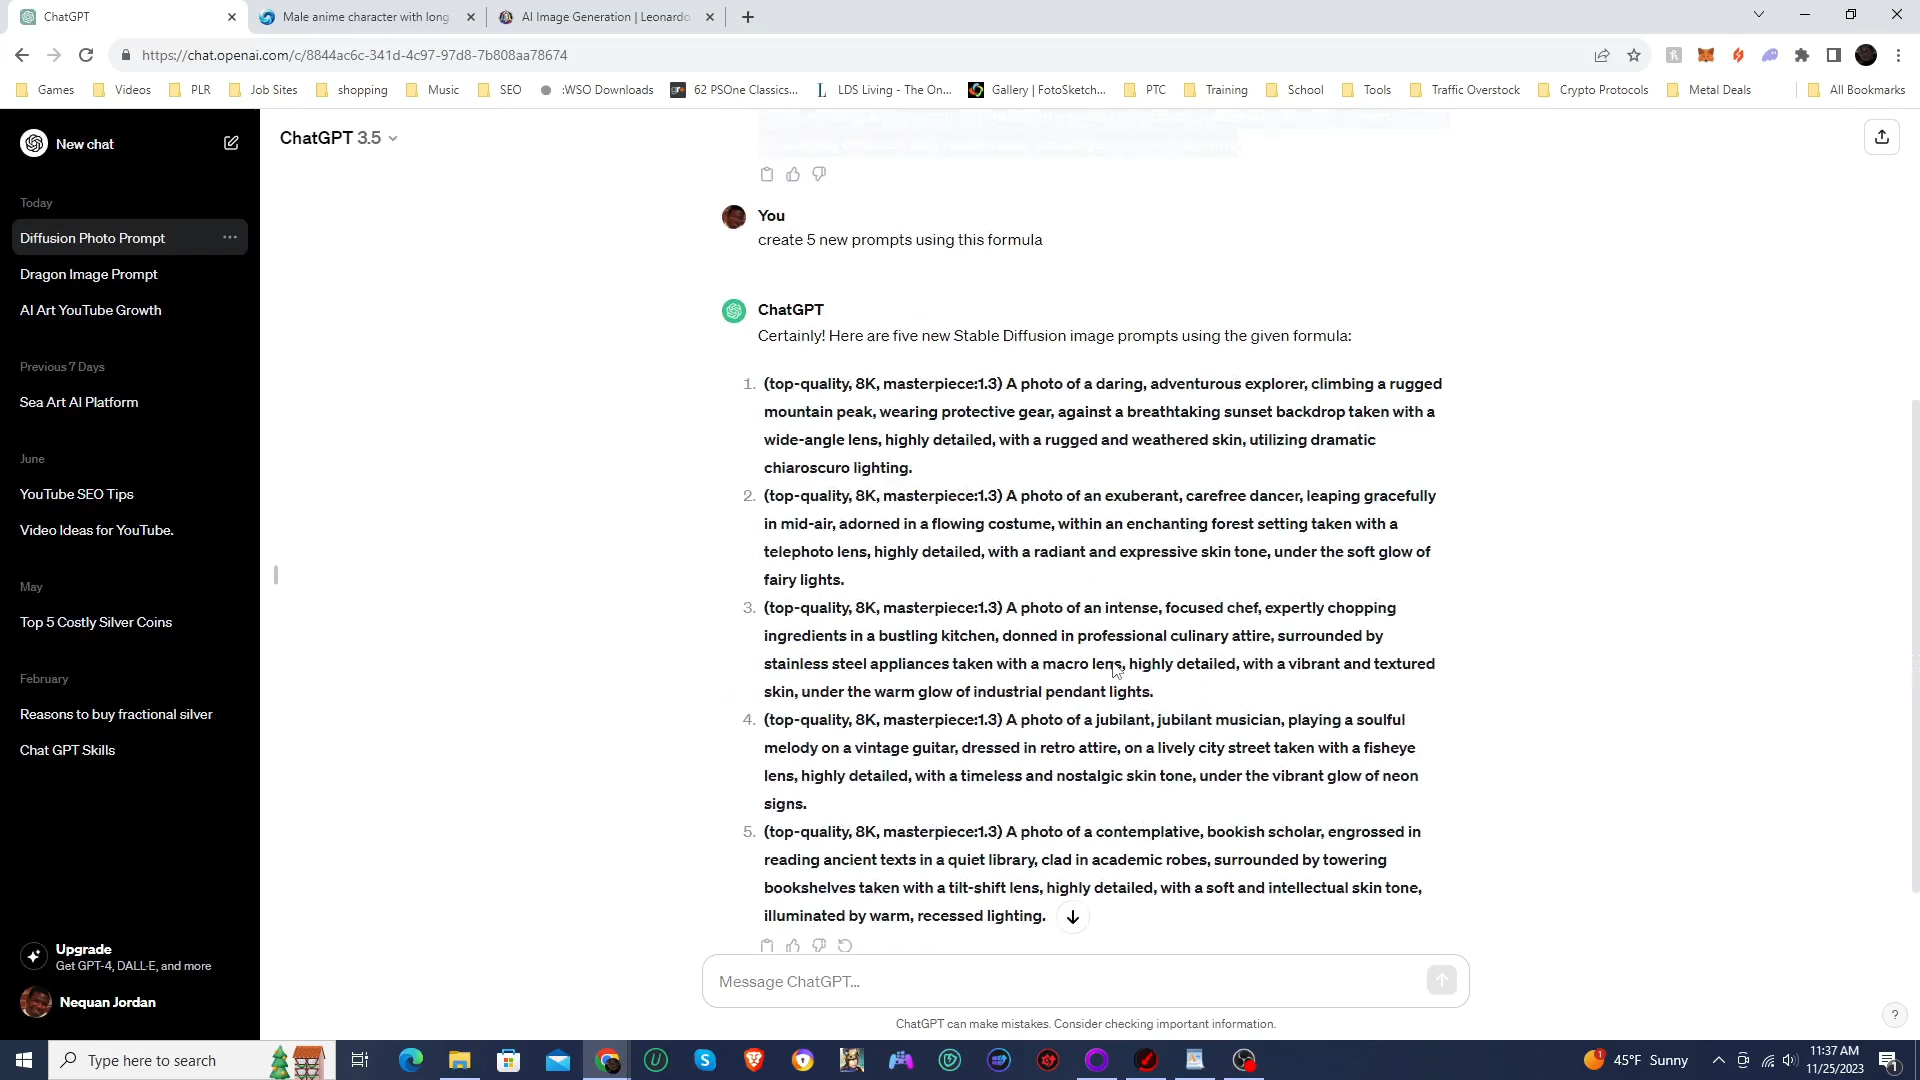 ChatGPT
Male anime character with long
AI Image Generation | Leonardo
https://chat.openai.com/c/8844ac6c-341d-4c97-97d8-7b808aa78674
Games
Videos
PLR
Job Sites
shopping
Music
SEO
:WSO Downloads
62 PSOne Classics...
LDS Living - The On...
Gallery | FotoSketch...
PTC
Training
School
Tools
Traffic Overstock
Crypto Protocols
Metal Deals
All Bookmarks
New chat
Today
Diffusion Photo Prompt
Dragon Image Prompt
AI Art YouTube Growth
Previous 7 Days
Sea Art AI Platform
June
YouTube SEO Tips
Video Ideas for YouTube.
May
Top 5 Costly Silver Coins
February
Reasons to buy fractional silver
Chat GPT Skills
Upgrade
Get GPT-4, DALL·E, and more
Nequan Jordan
ChatGPT 3.5
You
create 5 new prompts using this formula
ChatGPT
Certainly! Here are five new Stable Diffusion image prompts using the given formula:
1. (top-quality, 8K, masterpiece:1.3) A photo of a daring, adventurous explorer, climbing a rugged
mountain peak, wearing protective gear, against a breathtaking sunset backdrop taken with a
wide-angle lens, highly detailed, with a rugged and weathered skin, utilizing dramatic
chiaroscuro lighting.
2. (top-quality, 8K, masterpiece:1.3) A photo of an exuberant, carefree dancer, leaping gracefully
in mid-air, adorned in a flowing costume, within an enchanting forest setting taken with a
telephoto lens, highly detailed, with a radiant and expressive skin tone, under the soft glow of
fairy lights.
3. (top-quality, 8K, masterpiece:1.3) A photo of an intense, focused chef, expertly chopping
ingredients in a bustling kitchen, donned in professional culinary attire, surrounded by
stainless steel appliances taken with a macro lens, highly detailed, with a vibrant and textured
skin, under the warm glow of industrial pendant lights.
4. (top-quality, 8K, masterpiece:1.3) A photo of a jubilant, jubilant musician, playing a soulful
melody on a vintage guitar, dressed in retro attire, on a lively city street taken with a fisheye
lens, highly detailed, with a timeless and nostalgic skin tone, under the vibrant glow of neon
signs.
5. (top-quality, 8K, masterpiece:1.3) A photo of a contemplative, bookish scholar, engrossed in
reading ancient texts in a quiet library, clad in academic robes, surrounded by towering
bookshelves taken with a tilt-shift lens, highly detailed, with a soft and intellectual skin tone,
illuminated by warm, recessed lighting.
Message ChatGPT...
ChatGPT can make mistakes. Consider checking important information.
?
Type here to search
1
45°F Sunny
11:37 AM
11/25/2023
1